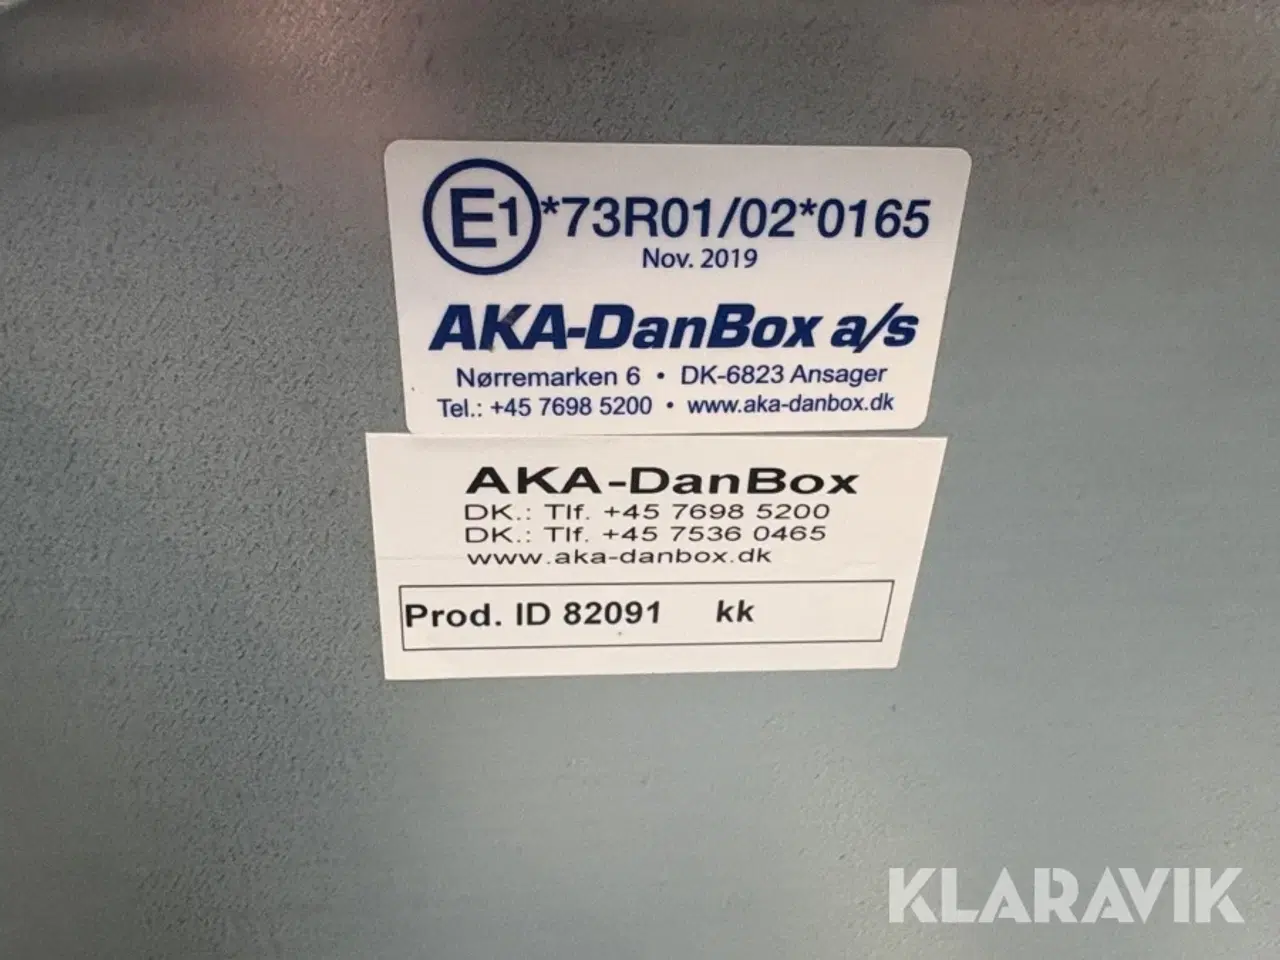 E1*73R01/02*0165
Nov. 2019
AKA-DanBox a/s
Nørremarken 6 • DK-6823 Ansager
Tel.: +45 7698 5200 • www.aka-danbox.dk
AKA-DanBox
DK.: Tlf. +45 7698 5200
DK.: Tlf. +45 7536 0465
www.aka-danbox.dk
Prod. ID 82091 kk
KLARAVIK